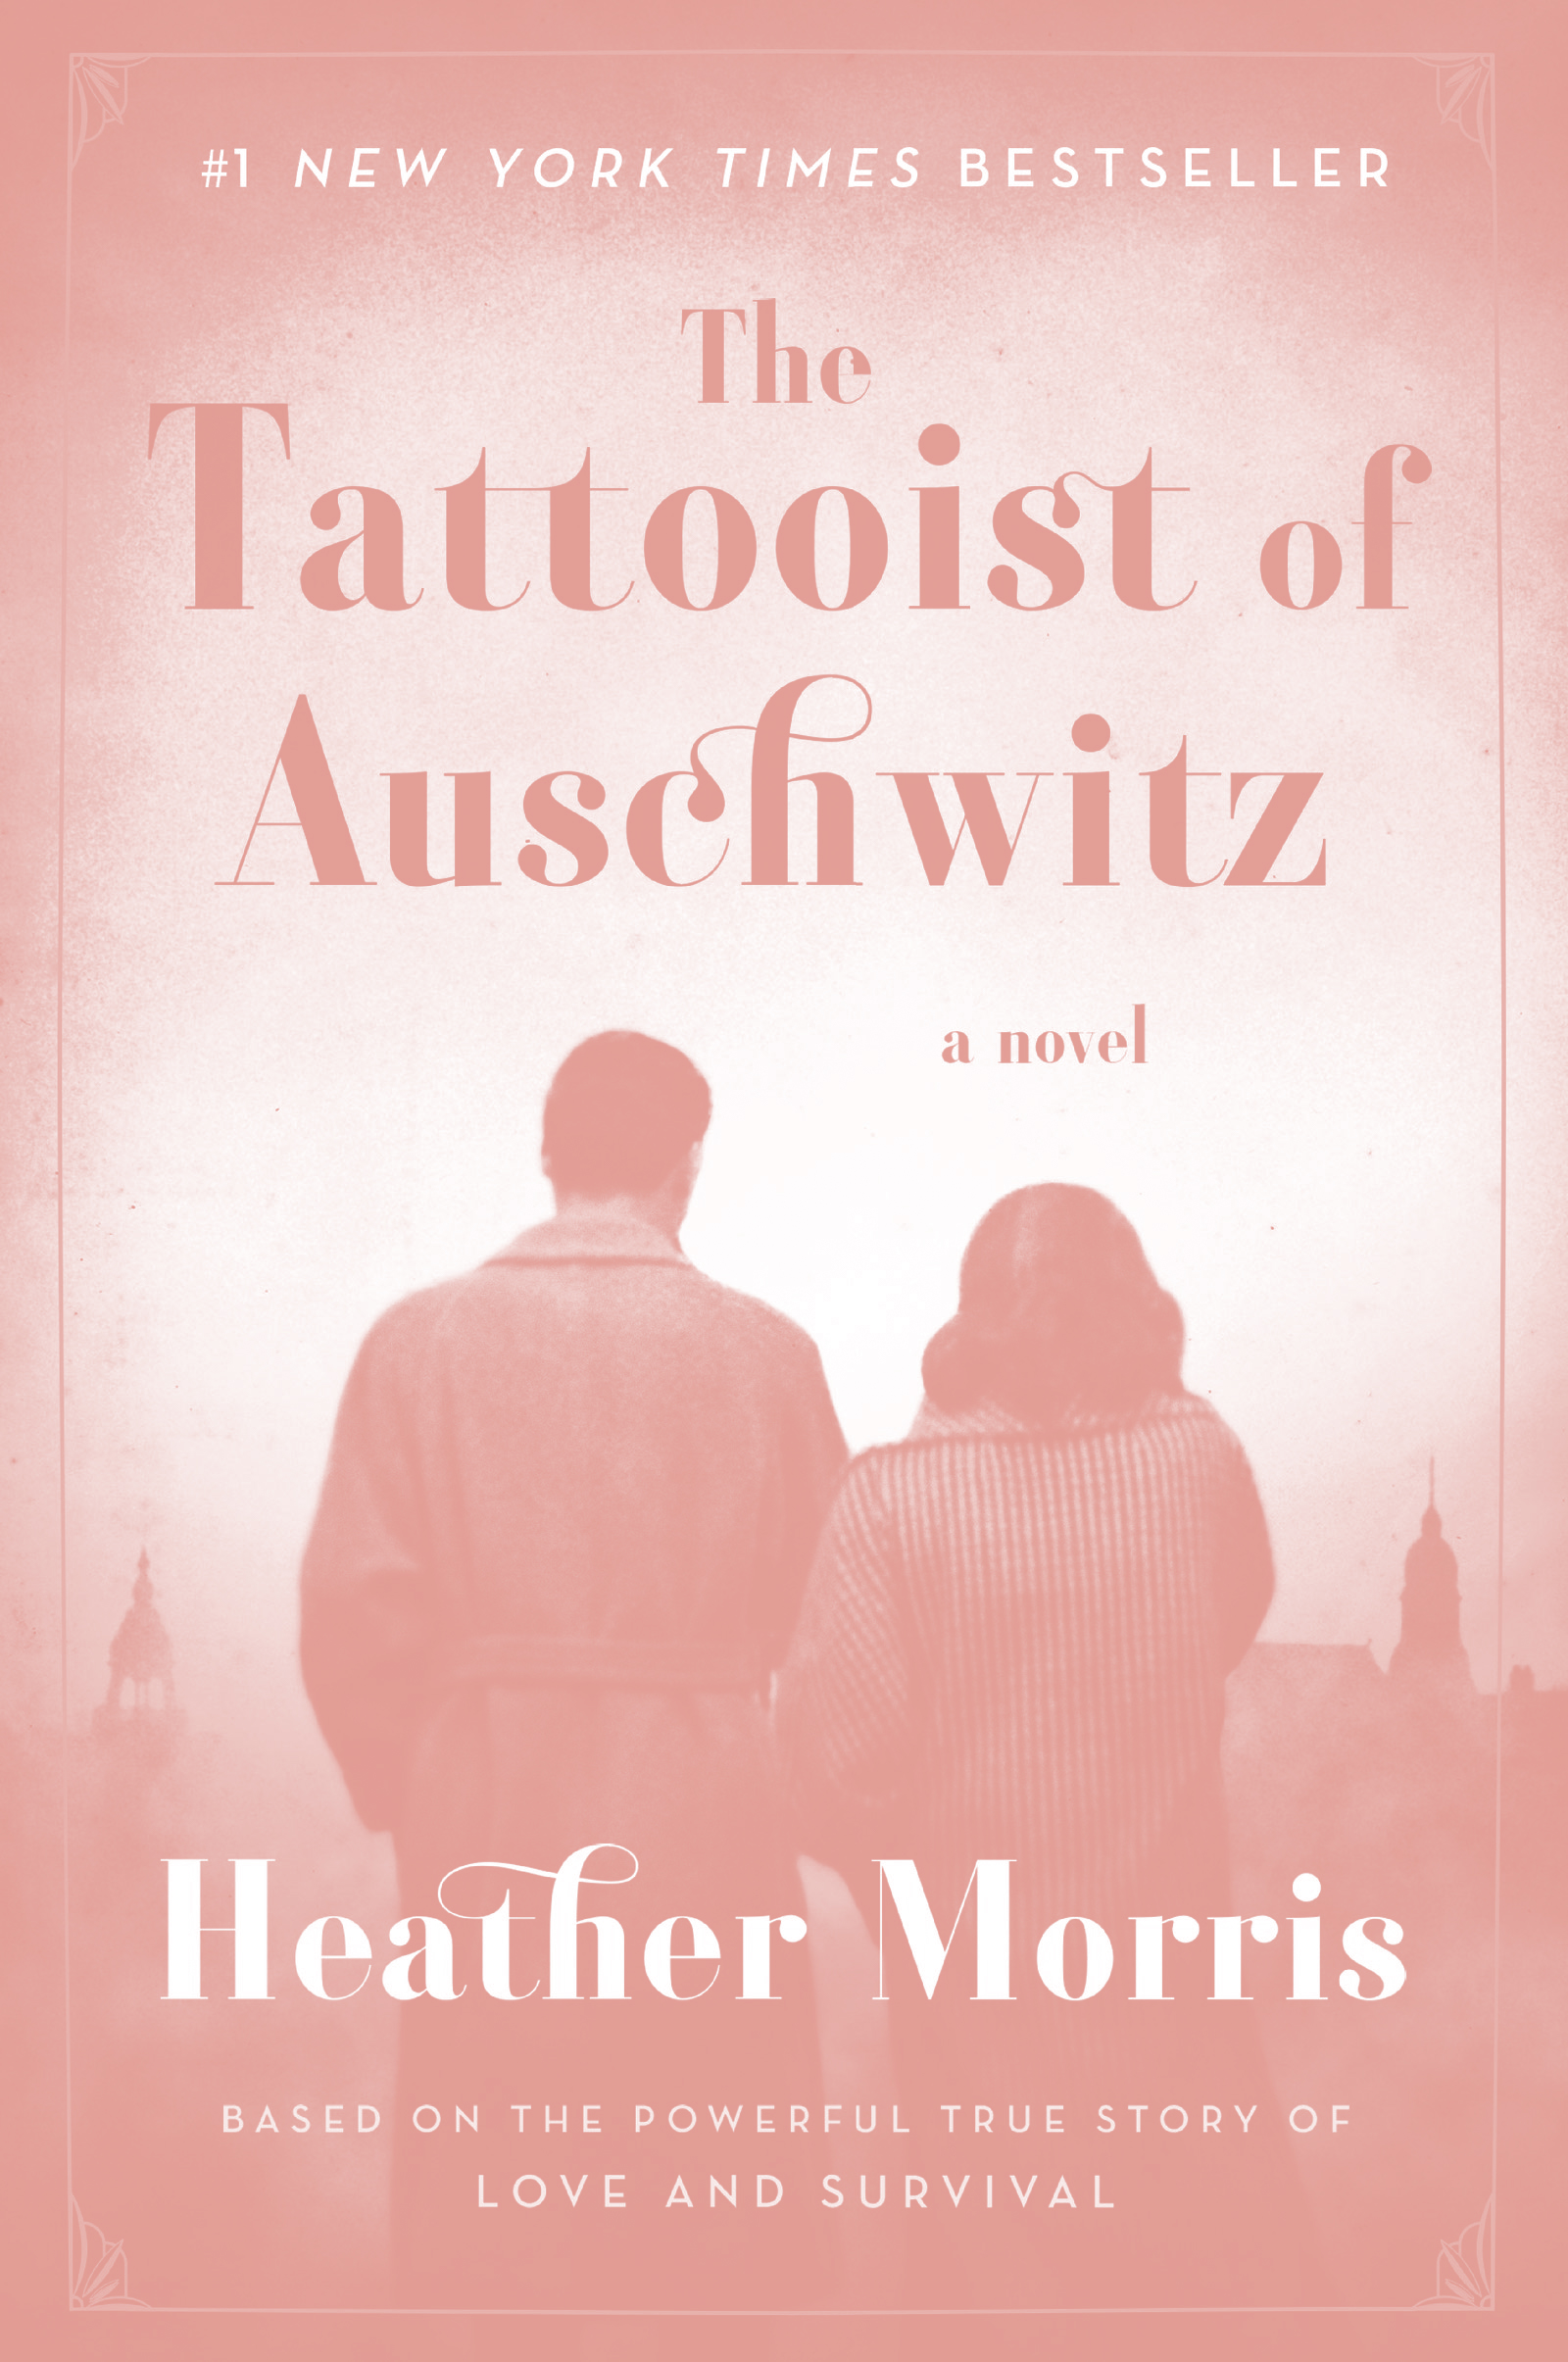 #1 NEW YORK TIMES BESTSELLER
The
Tattooist of
Auschwitz
a novel
Heather Morris
BASED ON THE POWERFUL TRUE STORY OF
LOVE AND SURVIVAL